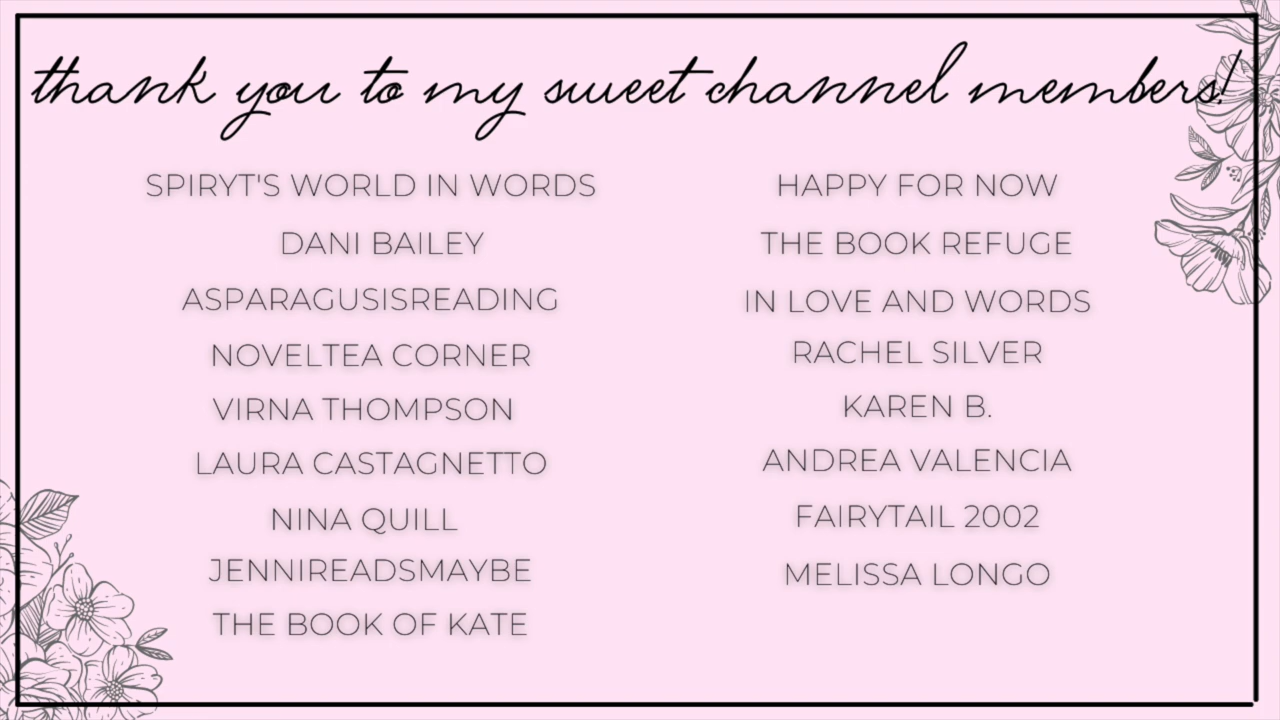 thank you to my sweet channel members!
SPIRYT'S WORLD IN WORDS
DANI BAILEY
ASPARAGUSISREADING
NOVELTEA CORNER
VIRNA THOMPSON
LAURA CASTAGNETTO
NINA QUILL
JENNIREADSMAYBE
THE BOOK OF KATE
HAPPY FOR NOW
THE BOOK REFUGE
IN LOVE AND WORDS
RACHEL SILVER
KAREN B.
ANDREA VALENCIA
FAIRYTAIL 2002
MELISSA LONGO